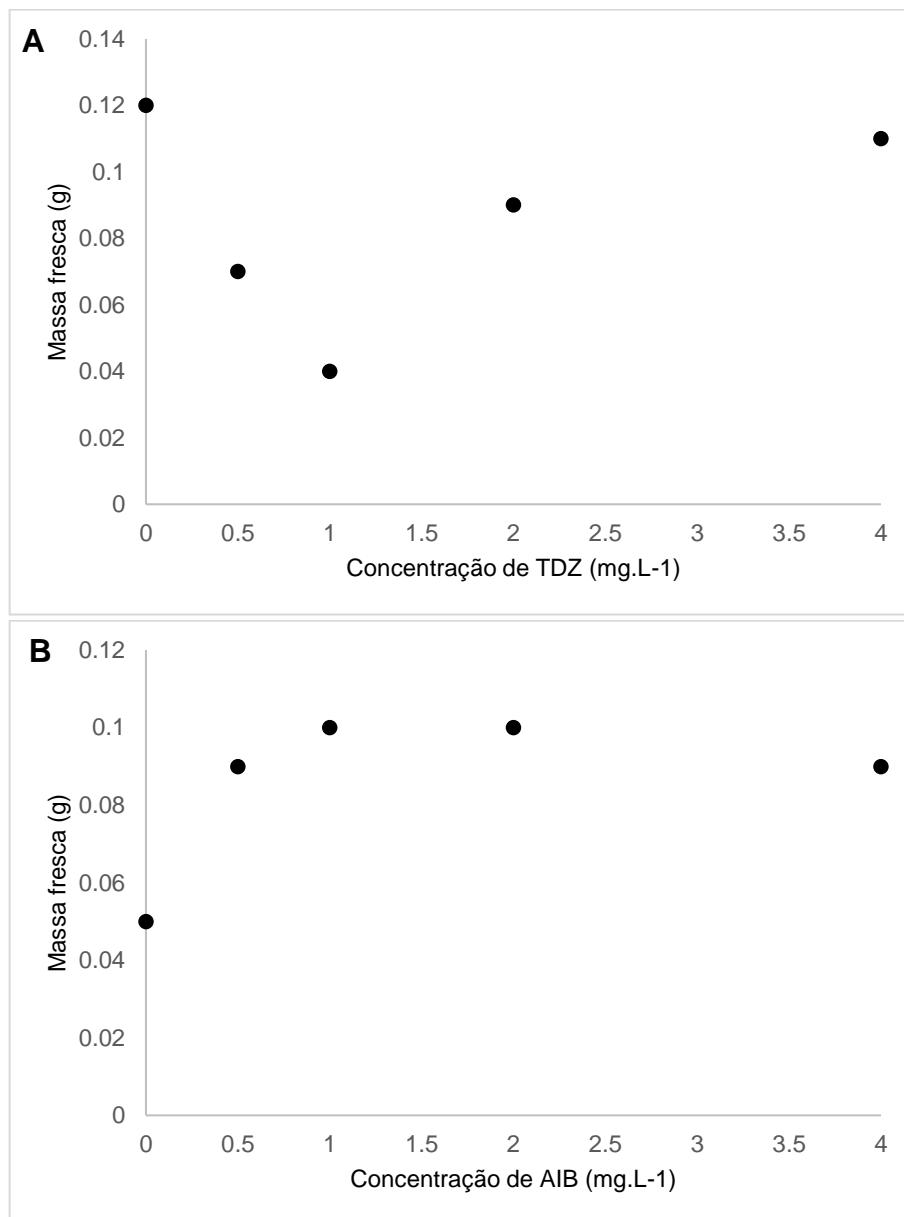 A
0.14
0.12
0.1
0.08
0.06
0.04
0.02
0
Massa fresca (g)
0 0.5 1 1.5 2 2.5 3 3.5 4
Concentração de TDZ (mg.L-1)
B
0.12
0.1
0.08
0.06
0.04
0.02
0
Massa fresca (g)
0 0.5 1 1.5 2 2.5 3 3.5 4
Concentração de AIB (mg.L-1)